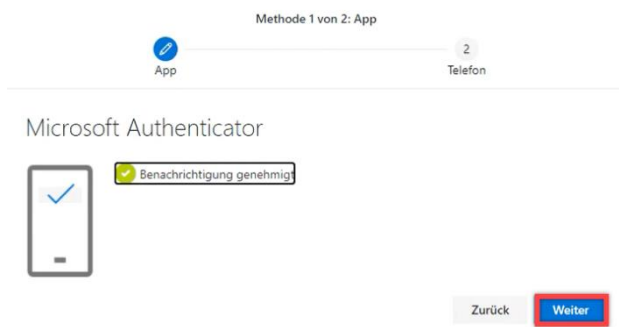 Methode 1 von 2: App
2
App
Telefon
Microsoft Authenticator
Benachrichtigung genehmigt
Zurück
Weiter